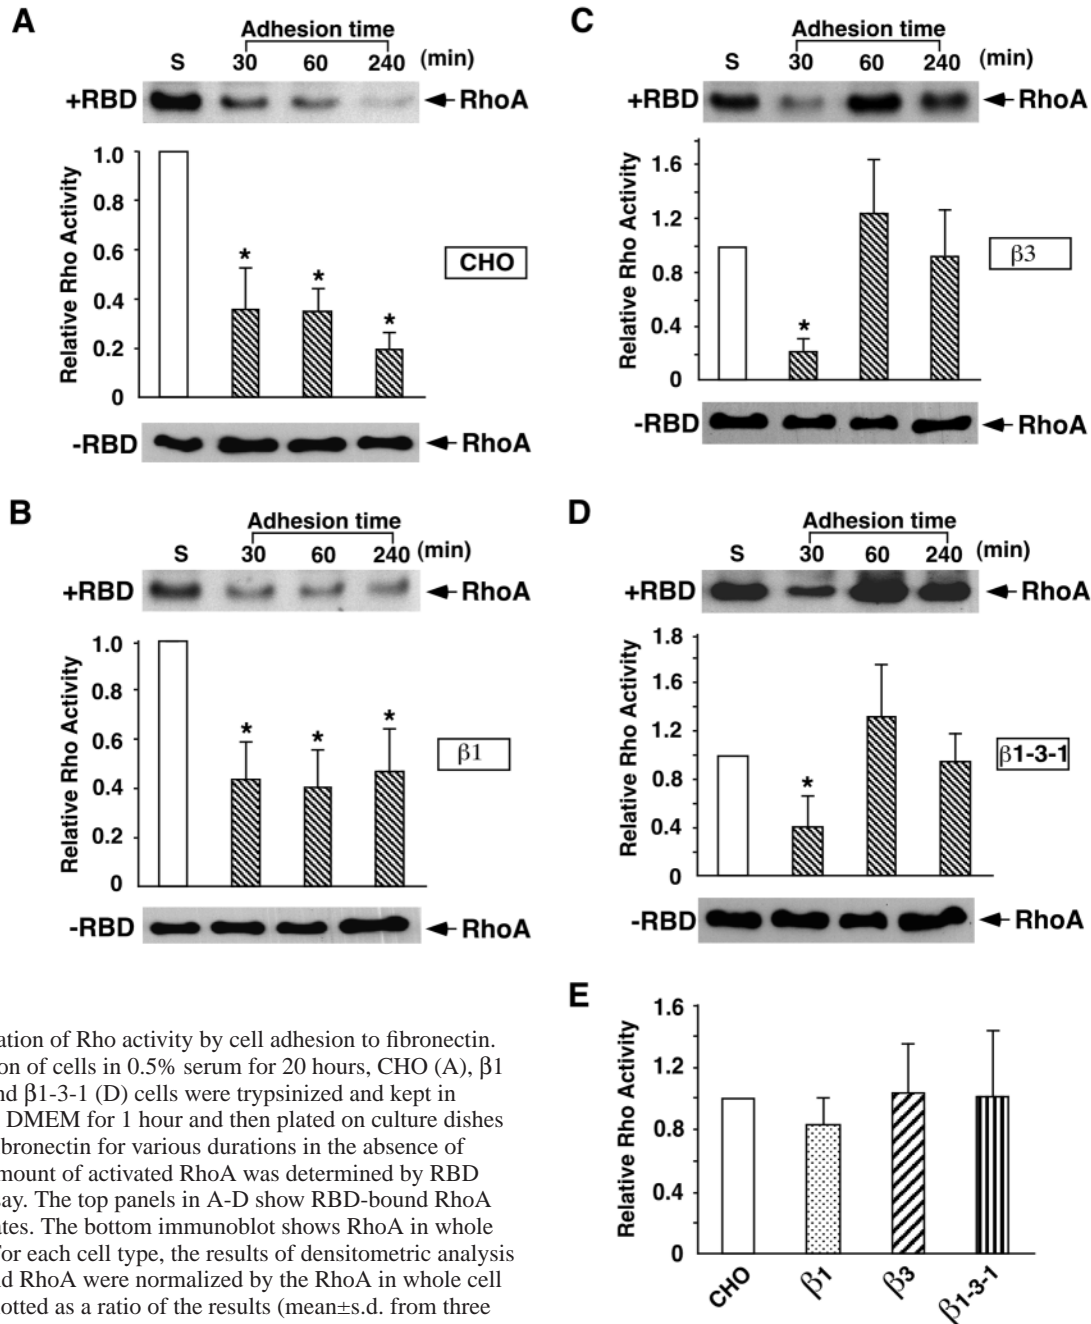 A
Adhesion time
S 30 60 240 (min)
+RBD RhoA
Relative Rho Activity
1.0
0.8
0.6
0.4
0.2
0
* * *
CHO
-RBD RhoA
B
Adhesion time
S 30 60 240 (min)
+RBD RhoA
Relative Rho Activity
1.0
0.8
0.6
0.4
0.2
0
* * *
β1
-RBD RhoA
C
Adhesion time
S 30 60 240 (min)
+RBD RhoA
Relative Rho Activity
1.6
1.2
0.8
0.4
0
*
β3
-RBD RhoA
D
Adhesion time
S 30 60 240 (min)
+RBD RhoA
Relative Rho Activity
1.8
1.6
1.2
0.8
0.4
0
*
β1-3-1
-RBD RhoA
E
Relative Rho Activity
1.6
1.2
0.8
0.4
0
CHO β1 β3 β1-3-1
ation of Rho activity by cell adhesion to fibronectin.
on of cells in 0.5% serum for 20 hours, CHO (A), β1
nd β1-3-1 (D) cells were trypsinized and kept in
DMEM for 1 hour and then plated on culture dishes
ibronectin for various durations in the absence of
mount of activated RhoA was determined by RBD
say. The top panels in A-D show RBD-bound RhoA
ates. The bottom immunoblot shows RhoA in whole
For each cell type, the results of densitometric analysis
nd RhoA were normalized by the RhoA in whole cell
otted as a ratio of the results (mean±s.d. from three